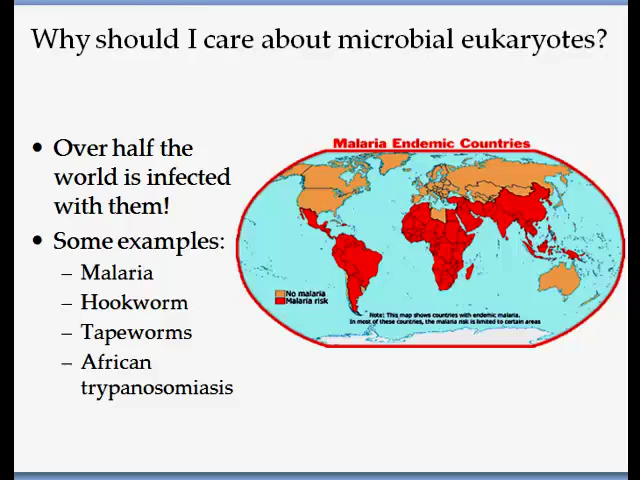 Why should I care about microbial eukaryotes?
• Over half the
world is infected
with them!
• Some examples:
– Malaria
– Hookworm
– Tapeworms
– African
trypanosomiasis
Malaria Endemic Countries
No malaria
Malaria risk
Note: This map shows countries with endemic malaria.
In most of these countries, the malaria risk is limited to certain areas